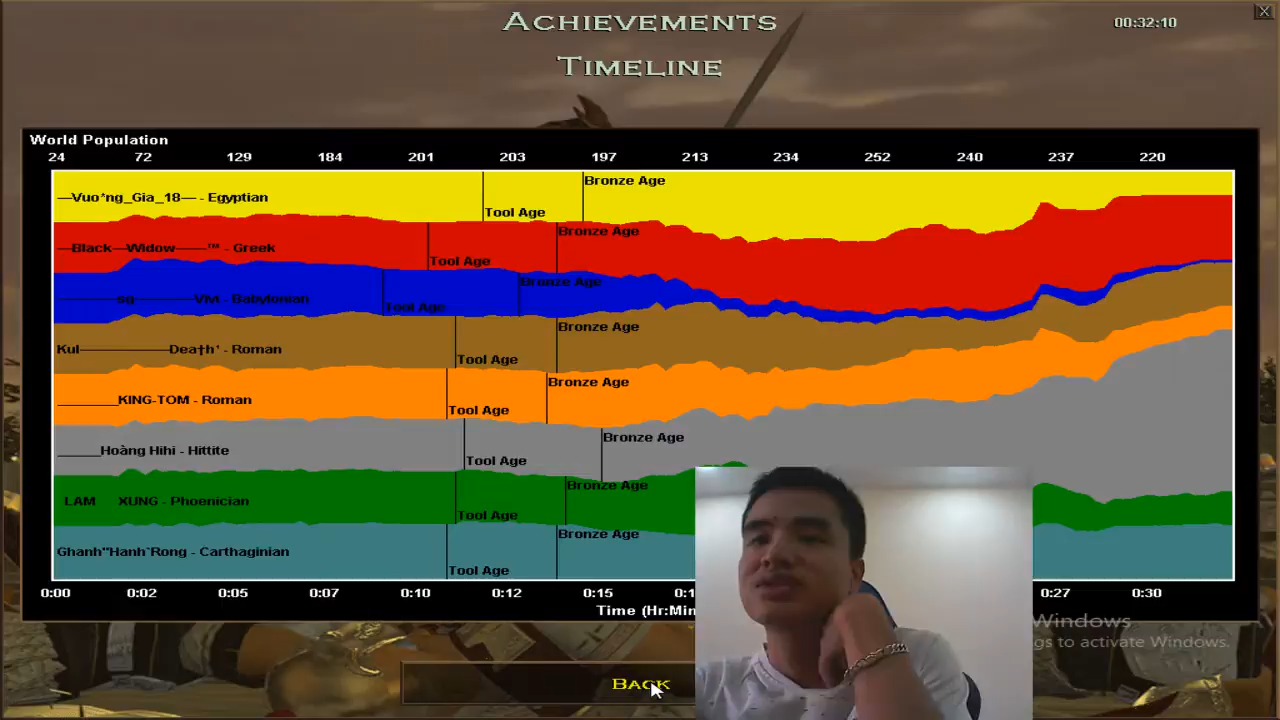 ACHIEVEMENTS
00:32:10
TIMELINE
World Population
24 72 129 184 201 203 197 213 234 252 240 237 220
Bronze Age
—Vuo*ng_Gia_18— - Egyptian
Tool Age
Bronze Age
—Black—Widow——™ - Greek
Tool Age
Bronze Age
- Babylonian
Tool Age
Bronze Age
Kul————Dea†h' - Roman
Tool Age
Bronze Age
______KING-TOM - Roman
Tool Age
Bronze Age
____Hoàng Hihi - Hittite
Tool Age
Bronze Age
LAM XUNG - Phoenician
Tool Age
Bronze Age
Ghanh"Hanh`Rong - Carthaginian
Tool Age
0:00 0:02 0:05 0:07 0:10 0:12 0:15 0:27 0:30
Time (Hr:Min
Windows
gs to activate Windows.
BACK